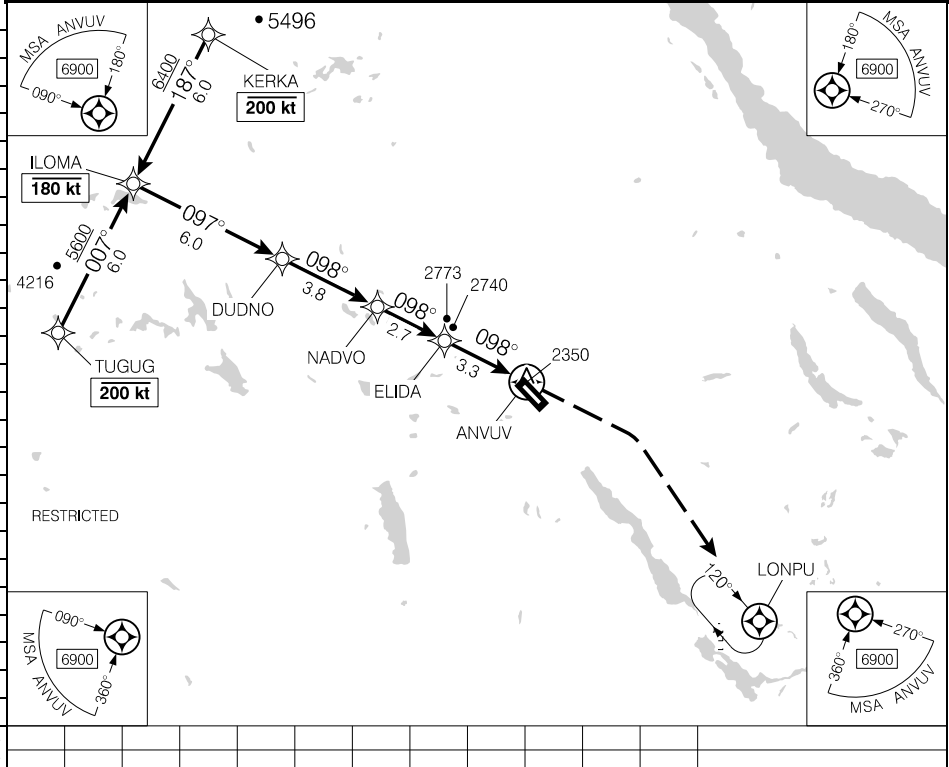 MSA ANVUV
6900
180°
090°
5496
6400
187°
6.0
KERKA
200 kt
MSA ANVUV
180°
6900
270°
ILOMA
180 kt
097°
6.0
5600
007°
6.0
4216
098°
3.8
DUDNO
2773
2740
098°
2.7
NADVO
098°
3.3
ELIDA
2350
ANVUV
TUGUG
200 kt
RESTRICTED
120°
LONPU
090°
MSA ANVUV
6900
360°
270°
360°
6900
MSA ANVUV